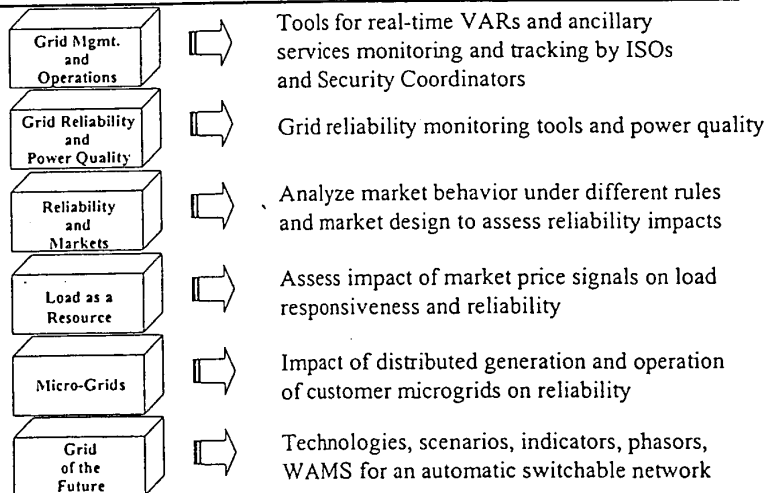 Grid Mgmt.
and
Operations
Tools for real-time VARs and ancillary
services monitoring and tracking by ISOs
and Security Coordinators
Grid Reliability
and
Power Quality
Grid reliability monitoring tools and power quality
Reliability
and
Markets
Analyze market behavior under different rules
and market design to assess reliability impacts
Load as a
Resource
Assess impact of market price signals on load
responsiveness and reliability
Micro-Grids
Impact of distributed generation and operation
of customer microgrids on reliability
Grid
of the
Future
Technologies, scenarios, indicators, phasors,
WAMS for an automatic switchable network